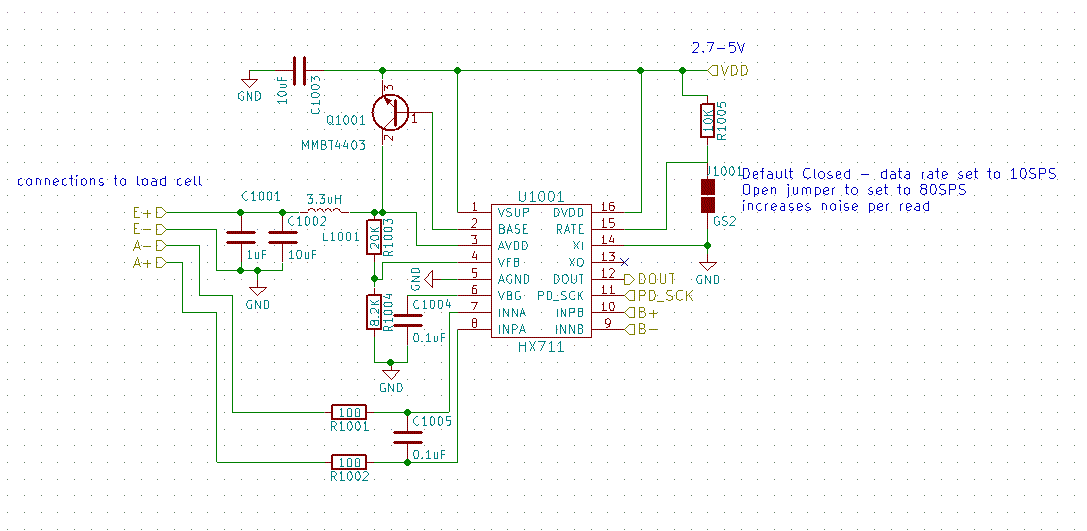 2.7-5V
VDD
GND
10uF
C1003
3
Q1001
1
MMBT4403
2
10K
R1005
connections to load cell
J1001
Default Closed - data rate set to 10SPS
Open jumper to set to 80SPS
increases noise per read
GS2
C1001
3.3uH
E+
E-
A-
A+
C1002
L1001
1uF
10uF
GND
20K
R1003
8.2K
R1004
GND
C1004
0.1uF
GND
U1001
1 VSUP DVDD 16
2 BASE RATE 15
3 AVDD XI 14
4 VFB XO 13
5 AGND DOUT 12 DOUT
6 VBG PD_SCK 11 PD_SCK
7 INNA INPB 10 B+
8 INPA INNB 9 B-
HX711
GND
100
R1001
C1005
0.1uF
100
R1002